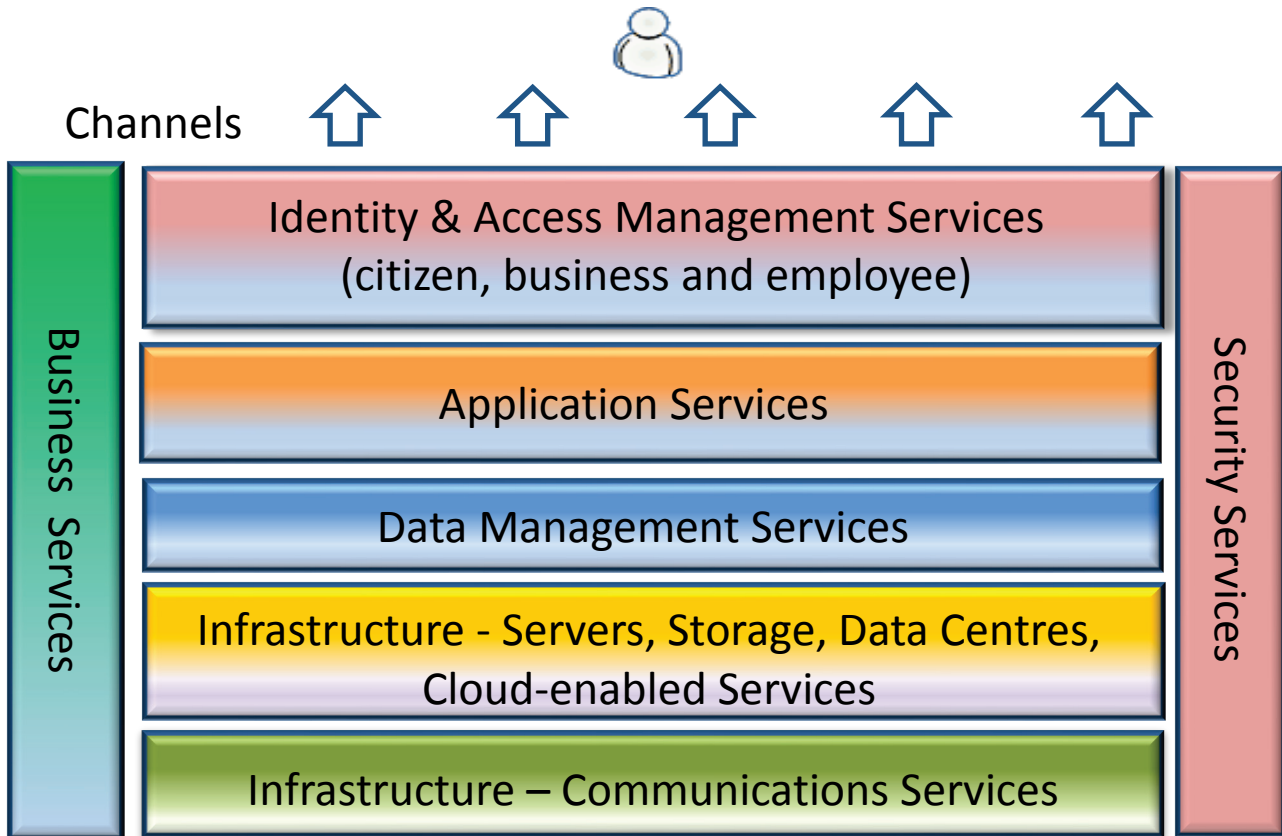 Channels
Identity & Access Management Services
(citizen, business and employee)
Application Services
Data Management Services
Infrastructure - Servers, Storage, Data Centres,
Cloud-enabled Services
Infrastructure – Communications Services
Business Services
Security Services